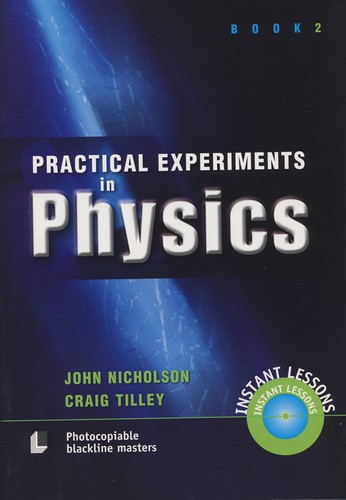 BOOK 2
PRACTICAL EXPERIMENTS
in
Physics
JOHN NICHOLSON
CRAIG TILLEY
INSTANT LESSONS
INSTANT LESSONS
L
Photocopiable
blackline masters